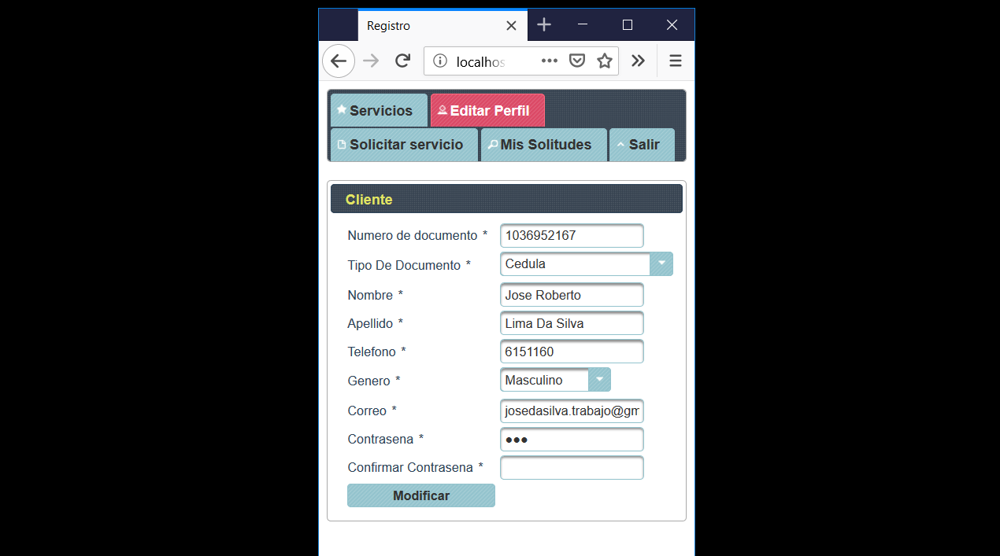 Registro
localhos
Servicios
Editar Perfil
Solicitar servicio
Mis Solitudes
Salir
Cliente
Numero de documento * 1036952167
Tipo De Documento * Cedula
Nombre * Jose Roberto
Apellido * Lima Da Silva
Telefono * 6151160
Genero * Masculino
Correo * josedasilva.trabajo@gm
Contrasena * ●●●
Confirmar Contrasena *
Modificar